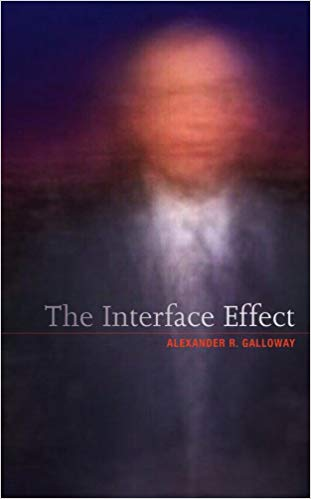 The Interface Effect
ALEXANDER R. GALLOWAY